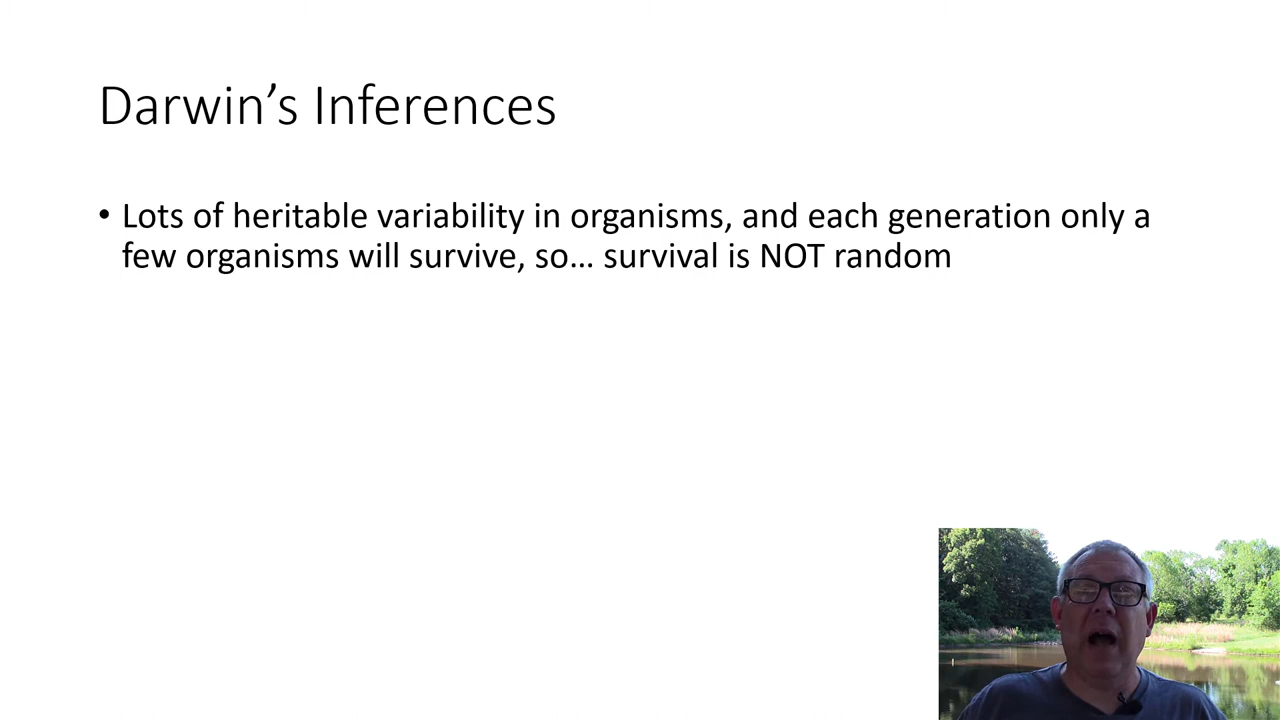 Darwin’s Inferences
• Lots of heritable variability in organisms, and each generation only a
few organisms will survive, so… survival is NOT random